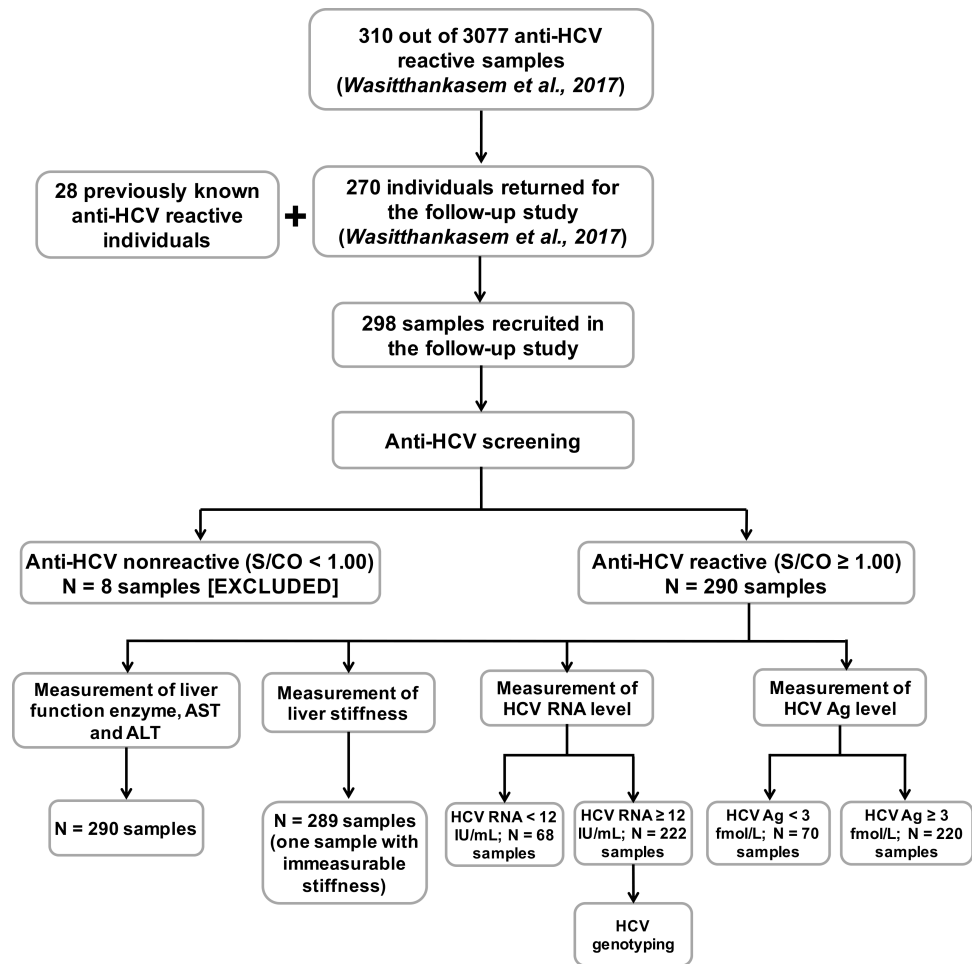 310 out of 3077 anti-HCV
reactive samples
(Wasitthankasem et al., 2017)
28 previously known
anti-HCV reactive
individuals
+
270 individuals returned for
the follow-up study
(Wasitthankasem et al., 2017)
298 samples recruited in
the follow-up study
Anti-HCV screening
Anti-HCV nonreactive (S/CO < 1.00)
N = 8 samples [EXCLUDED]
Anti-HCV reactive (S/CO ≥ 1.00)
N = 290 samples
Measurement of liver
function enzyme, AST
and ALT
Measurement of
liver stiffness
Measurement of
HCV RNA level
Measurement of
HCV Ag level
N = 290 samples
N = 289 samples
(one sample with
immeasurable
stiffness)
HCV RNA < 12
IU/mL; N = 68
samples
HCV RNA ≥ 12
IU/mL; N = 222
samples
HCV Ag < 3
fmol/L; N = 70
samples
HCV Ag ≥ 3
fmol/L; N = 220
samples
HCV
genotyping